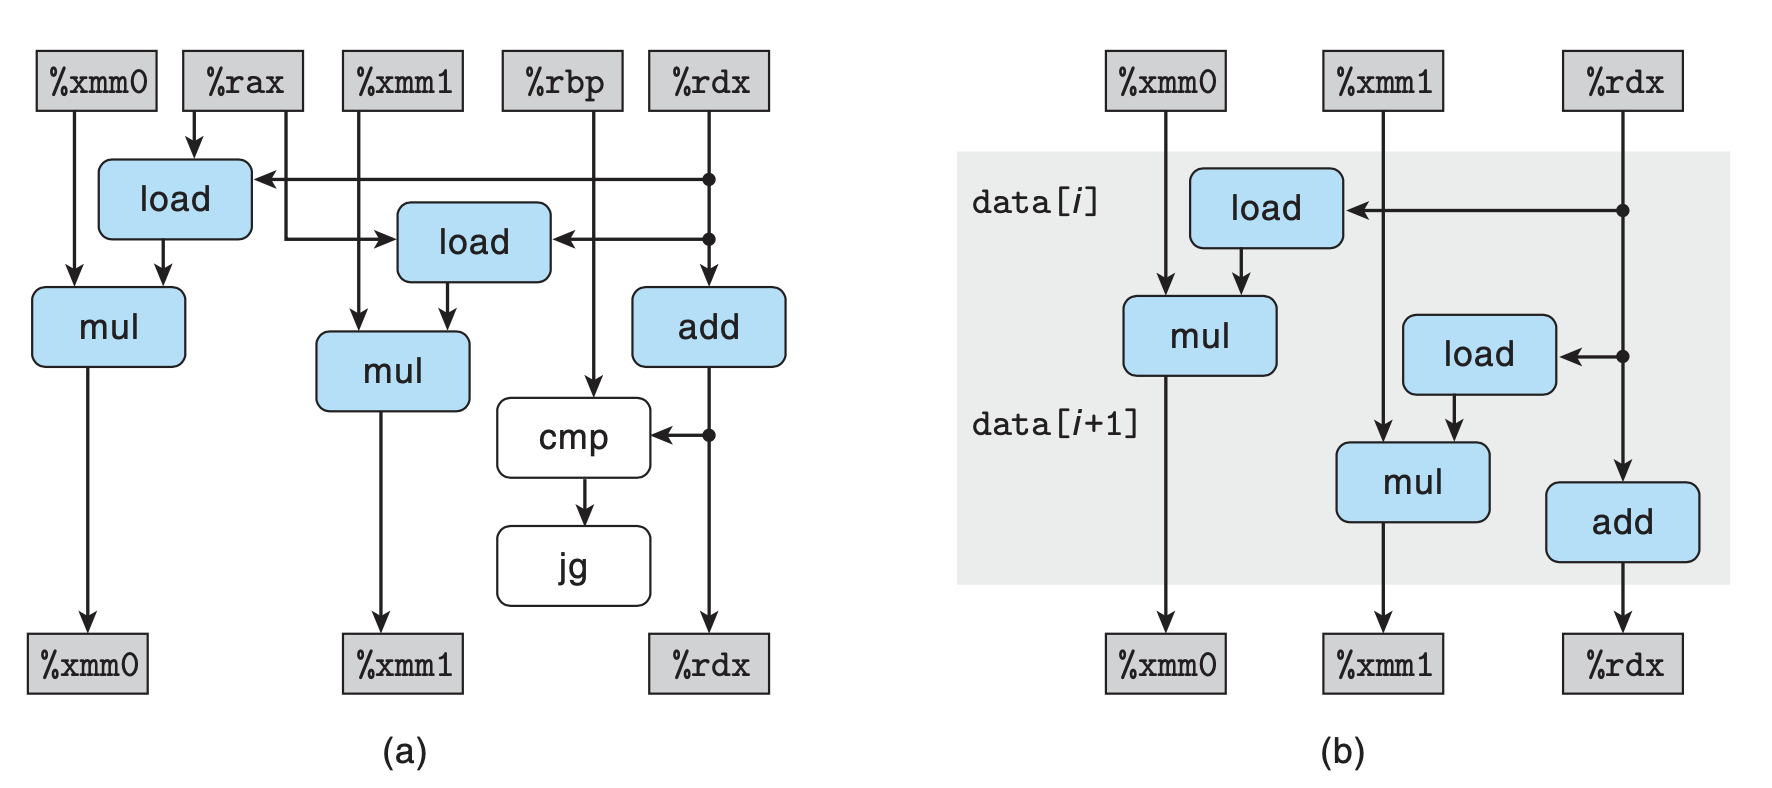 %xmm0 %rax %xmm1 %rbp %rdx
load
load
mul
mul
add
cmp
jg
%xmm0 %xmm1 %rdx
(a)
%xmm0 %xmm1 %rdx
data[i]
load
mul
load
data[i+1]
mul
add
%xmm0 %xmm1 %rdx
(b)